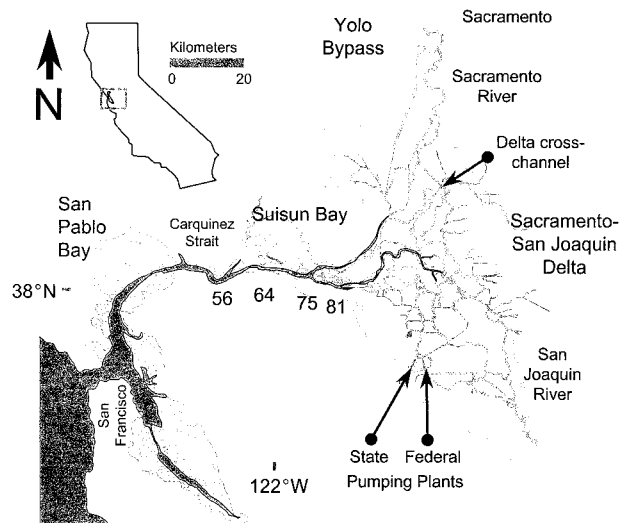 Kilometers
0 20
N
Yolo
Bypass
Sacramento
Sacramento
River
Delta cross-
channel
San
Pablo
Bay
Carquinez
Strait
Suisun Bay
Sacramento-
San Joaquin
Delta
38°N
56 64 75 81
San
Francisco
San
Joaquin
River
State Federal
Pumping Plants
122°W